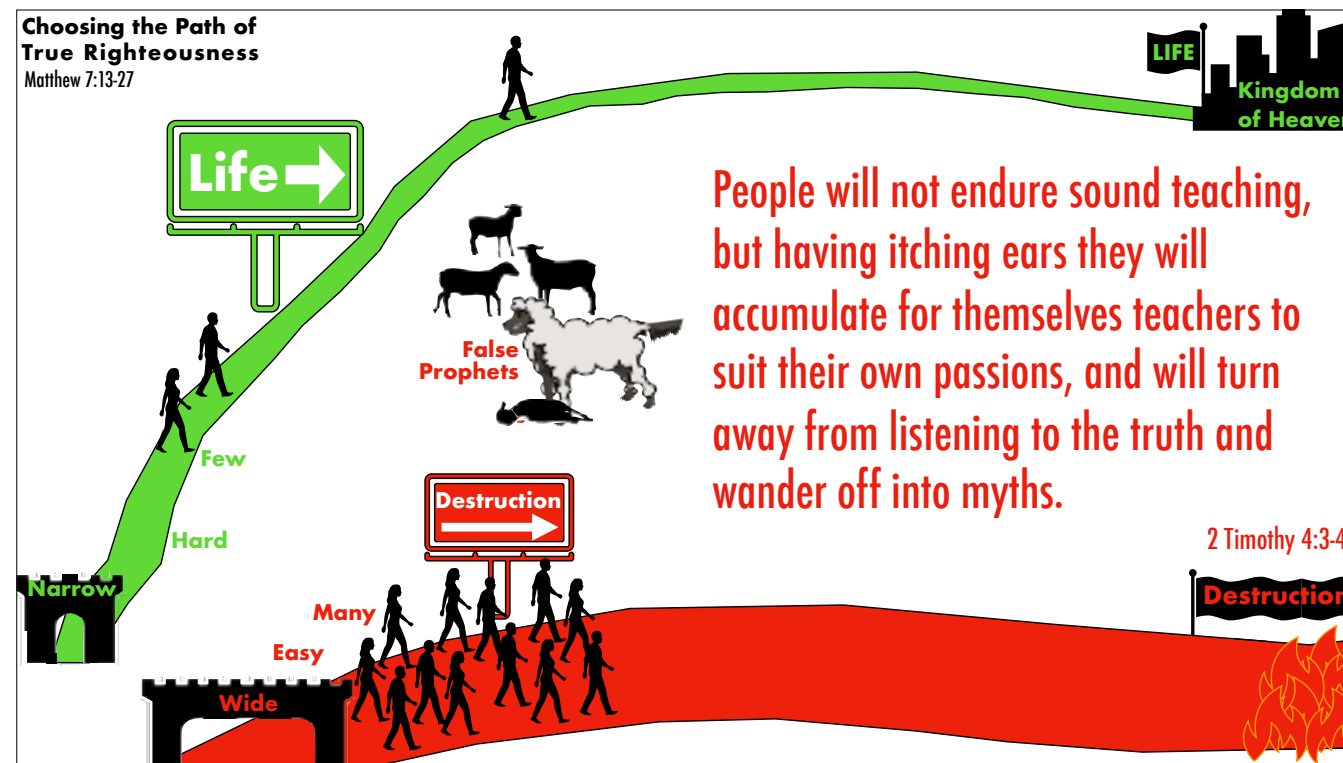 Choosing the Path of
True Righteousness
Matthew 7:13-27
LIFE
Kingdom
of Heaven
Life
People will not endure sound teaching,
but having itching ears they will
accumulate for themselves teachers to
suit their own passions, and will turn
away from listening to the truth and
wander off into myths.
2 Timothy 4:3-4
False
Prophets
Few
Hard
Narrow
Destruction
Many
Easy
Wide
Destruction